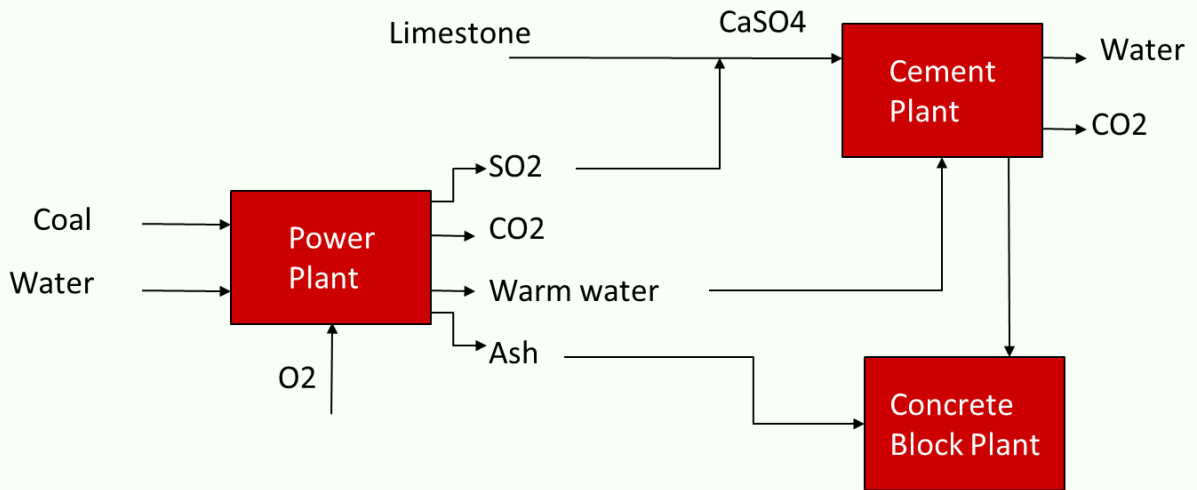 Limestone
CaSO4
Cement
Plant
Water
CO2
SO2
Coal
Power
Plant
CO2
Water
Warm water
Ash
O2
Concrete
Block Plant